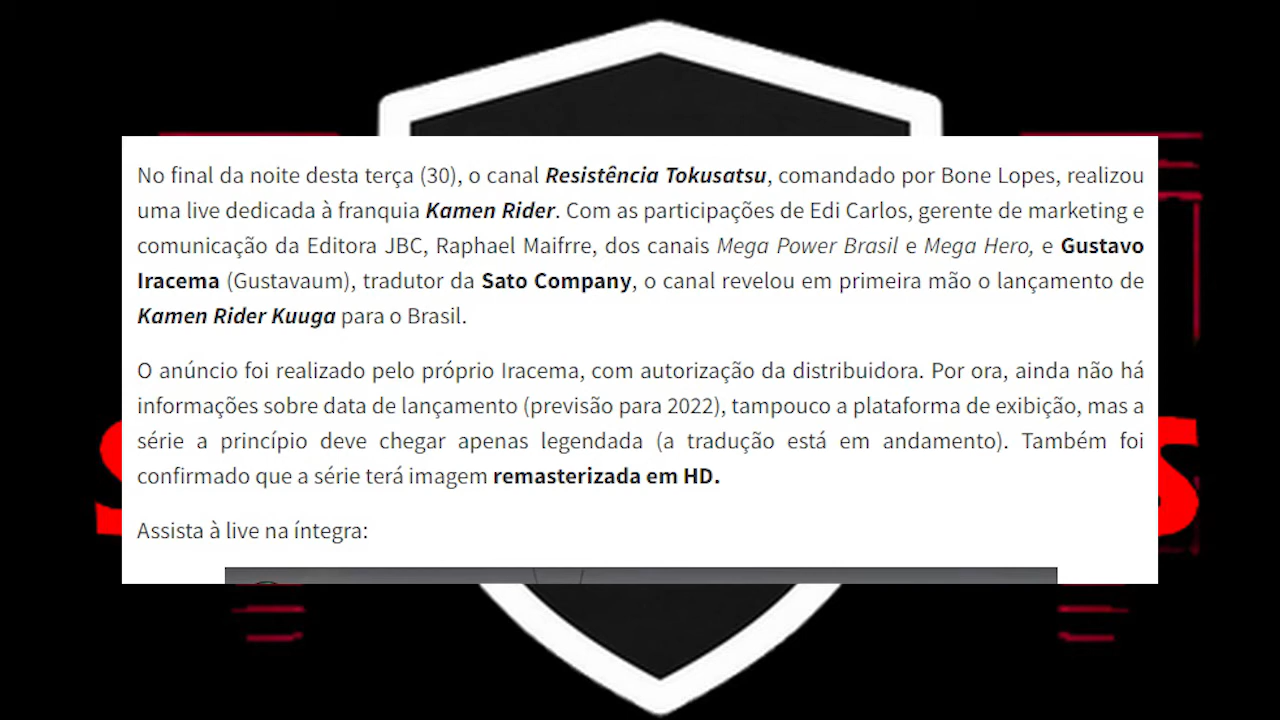 No final da noite desta terça (30), o canal Resistência Tokusatsu, comandado por Bone Lopes, realizou
uma live dedicada à franquia Kamen Rider. Com as participações de Edi Carlos, gerente de marketing e
comunicação da Editora JBC, Raphael Maifrre, dos canais Mega Power Brasil e Mega Hero, e Gustavo
Iracema (Gustavaum), tradutor da Sato Company, o canal revelou em primeira mão o lançamento de
Kamen Rider Kuuga para o Brasil.
O anúncio foi realizado pelo próprio Iracema, com autorização da distribuidora. Por ora, ainda não há
informações sobre data de lançamento (previsão para 2022), tampouco a plataforma de exibição, mas a
série a princípio deve chegar apenas legendada (a tradução está em andamento). Também foi
confirmado que a série terá imagem remasterizada em HD.
Assista à live na íntegra: